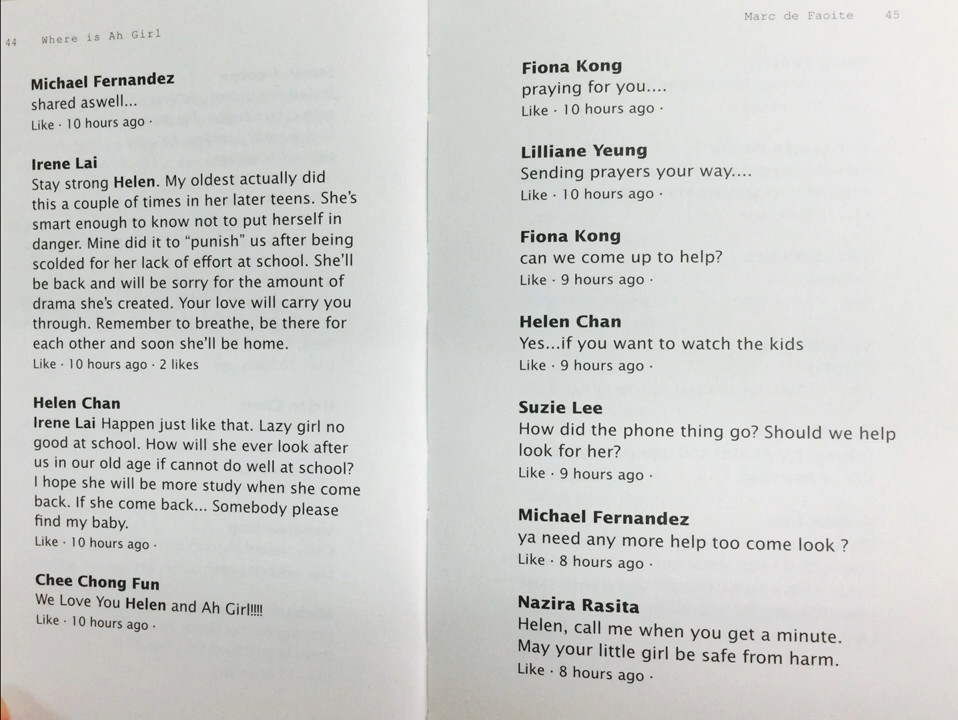 44 Where is Ah Girl
Michael Fernandez
shared aswell...
Like · 10 hours ago ·
Irene Lai
Stay strong Helen. My oldest actually did
this a couple of times in her later teens. She's
smart enough to know not to put herself in
danger. Mine did it to “punish” us after being
scolded for her lack of effort at school. She'll
be back and will be sorry for the amount of
drama she's created. Your love will carry you
through. Remember to breathe, be there for
each other and soon she'll be home.
Like · 10 hours ago · 2 likes
Helen Chan
Irene Lai Happen just like that. Lazy girl no
good at school. How will she ever look after
us in our old age if cannot do well at school?
I hope she will be more study when she come
back. If she come back... Somebody please
find my baby.
Like · 10 hours ago ·
Chee Chong Fun
We Love You Helen and Ah Girl!!!!
Like · 10 hours ago ·
Marc de Faoite 45
Fiona Kong
praying for you....
Like · 10 hours ago ·
Lilliane Yeung
Sending prayers your way....
Like · 10 hours ago ·
Fiona Kong
can we come up to help?
Like · 9 hours ago ·
Helen Chan
Yes...if you want to watch the kids
Like · 9 hours ago ·
Suzie Lee
How did the phone thing go? Should we help
look for her?
Like · 9 hours ago ·
Michael Fernandez
ya need any more help too come look ?
Like · 8 hours ago ·
Nazira Rasita
Helen, call me when you get a minute.
May your little girl be safe from harm.
Like · 8 hours ago ·